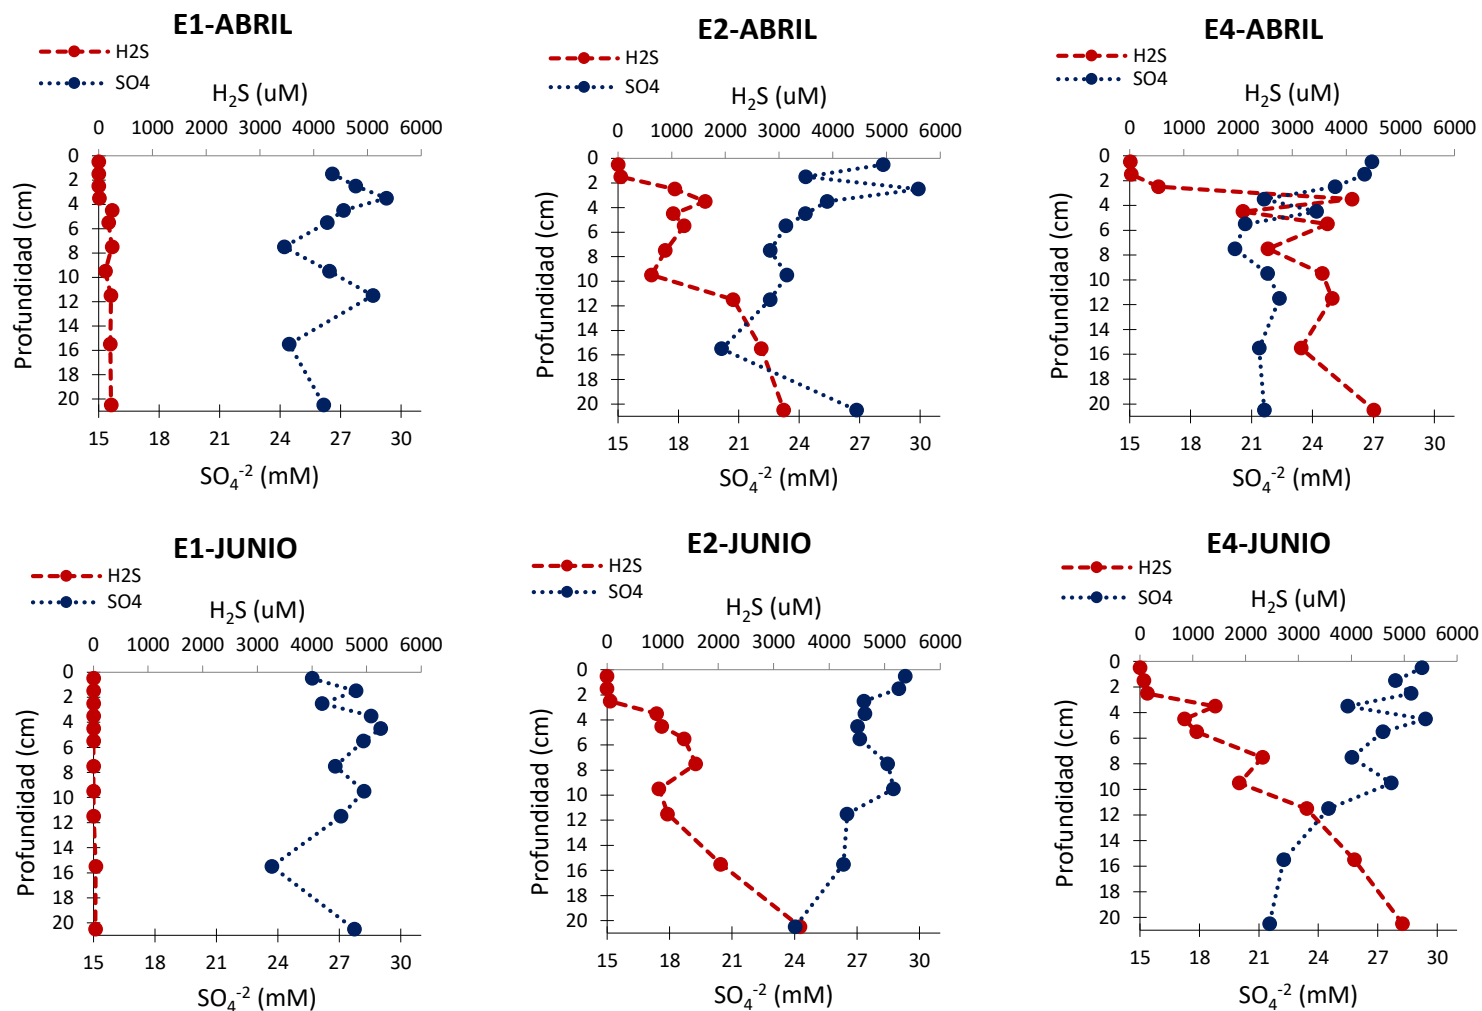 E1-ABRIL
H2S
SO4
H₂S (uM)
0 1000 2000 3000 4000 5000 6000
Profundidad (cm)
0
2
4
6
8
10
12
14
16
18
20
15 18 21 24 27 30
SO₄⁻² (mM)
E2-ABRIL
H2S
SO4
H₂S (uM)
0 1000 2000 3000 4000 5000 6000
Profundidad (cm)
0
2
4
6
8
10
12
14
16
18
20
15 18 21 24 27 30
SO₄⁻² (mM)
E4-ABRIL
H2S
SO4
H₂S (uM)
0 1000 2000 3000 4000 5000 6000
Profundidad (cm)
0
2
4
6
8
10
12
14
16
18
20
15 18 21 24 27 30
SO₄⁻² (mM)
E1-JUNIO
H2S
SO4
H₂S (uM)
0 1000 2000 3000 4000 5000 6000
Profundidad (cm)
0
2
4
6
8
10
12
14
16
18
20
15 18 21 24 27 30
SO₄⁻² (mM)
E2-JUNIO
H2S
SO4
H₂S (uM)
0 1000 2000 3000 4000 5000 6000
Profundidad (cm)
0
2
4
6
8
10
12
14
16
18
20
15 18 21 24 27 30
SO₄⁻² (mM)
E4-JUNIO
H2S
SO4
H₂S (uM)
0 1000 2000 3000 4000 5000 6000
Profundidad (cm)
0
2
4
6
8
10
12
14
16
18
20
15 18 21 24 27 30
SO₄⁻² (mM)